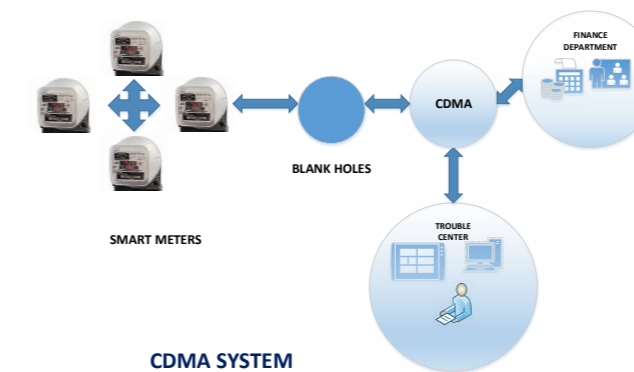 FINANCE
DEPARTMENT
CDMA
BLANK HOLES
TROUBLE
CENTER
SMART METERS
CDMA SYSTEM